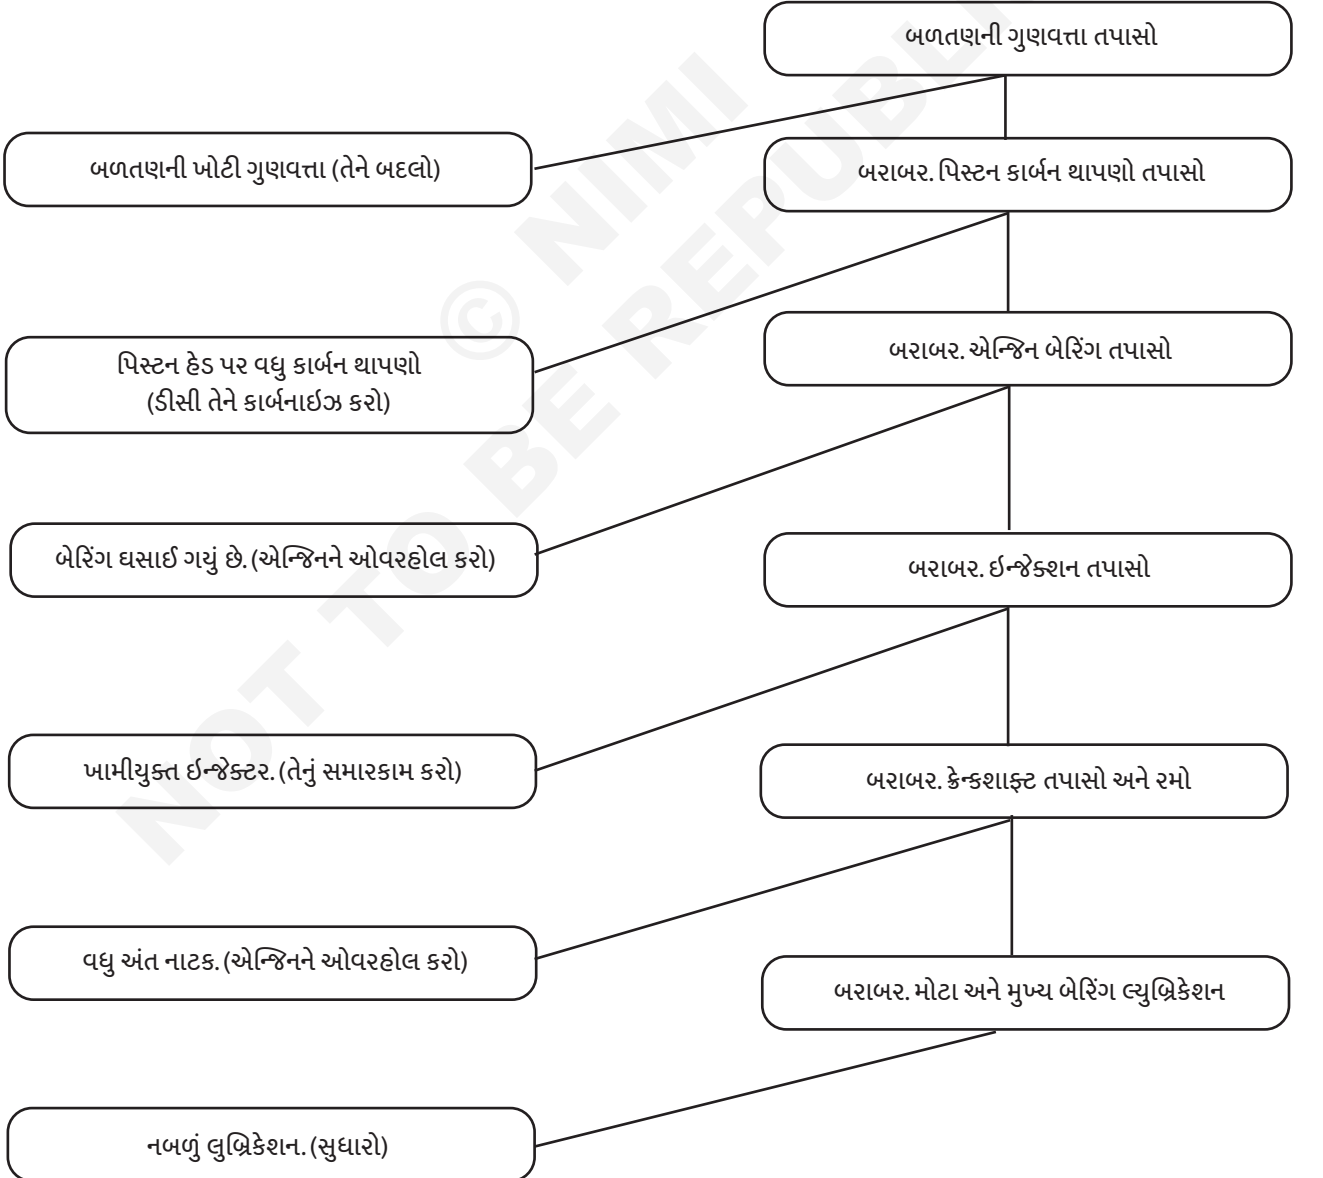 બળતણની ગુણવત્તા તપાસો
બળતણની ખોટી ગુણવત્તા (તેને બદલો)
બરાબર. પિસ્ટન કાર્બન થાપણો તપાસો
બરાબર. એન્જિન બેરિંગ તપાસો
પિસ્ટન હેડ પર વધુ કાર્બન થાપણો
(ડીસી તેને કાર્બનાઇઝ કરો)
બેરિંગ ઘસાઈ ગયું છે. (એન્જિનને ઓવરહોલ કરો)
બરાબર. ઇન્જેક્શન તપાસો
ખામીયુક્ત ઇન્જેક્ટર. (તેનું સમારકામ કરો)
બરાબર. ક્રેન્કશાફ્ટ તપાસો અને રમો
વધુ અંત નાટક. (એન્જિનને ઓવરહોલ કરો)
બરાબર. મોટા અને મુખ્ય બેરિંગ લ્યુબ્રિકેશન
નબળું લુબ્રિકેશન. (સુધારો)
© NIMI
NOT TO BE REPUBLI